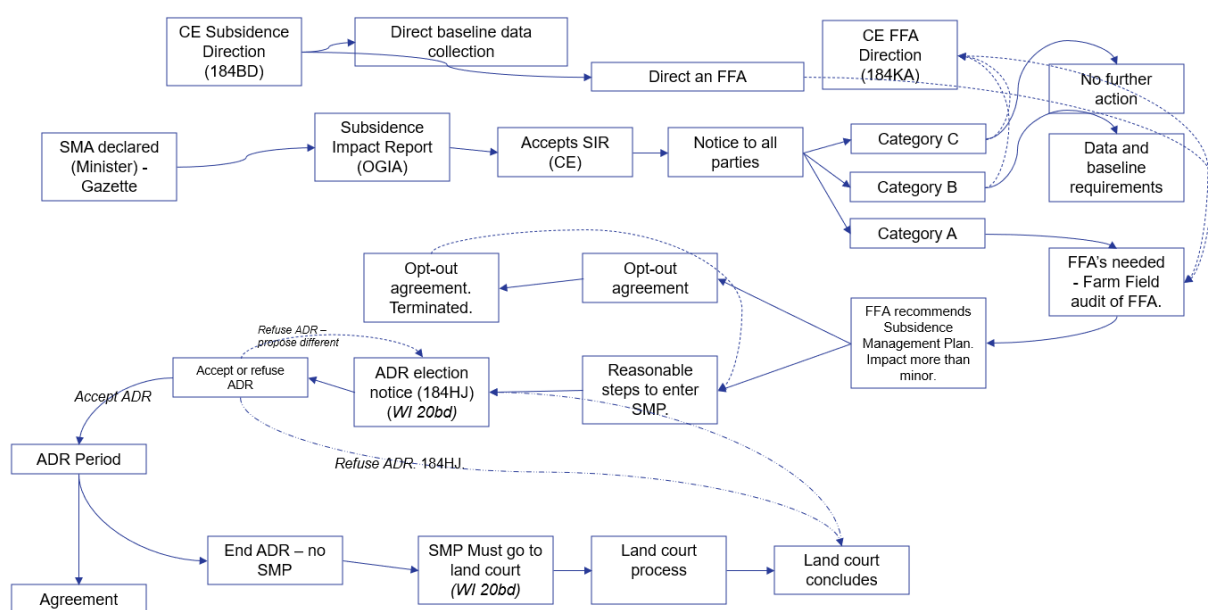 CE Subsidence
Direction
(184BD)
Direct baseline data
collection
Direct an FFA
CE FFA
Direction
(184KA)
No further
action
SMA declared
(Minister) -
Gazette
Subsidence
Impact Report
(OGIA)
Accepts SIR
(CE)
Notice to all
parties
Category C
Category B
Category A
Data and
baseline
requirements
FFA's needed
- Farm Field
audit of FFA.
Opt-out
agreement.
Terminated.
Opt-out
agreement
FFA recommends
Subsidence
Management Plan.
Impact more than
minor.
Refuse ADR –
propose different
Accept or refuse
ADR
ADR election
notice (184HJ)
(WI 20bd)
Reasonable
steps to enter
SMP.
Accept ADR
ADR Period
Refuse ADR. 184HJ.
End ADR – no
SMP
SMP Must go to
land court
(WI 20bd)
Land court
process
Land court
concludes
Agreement